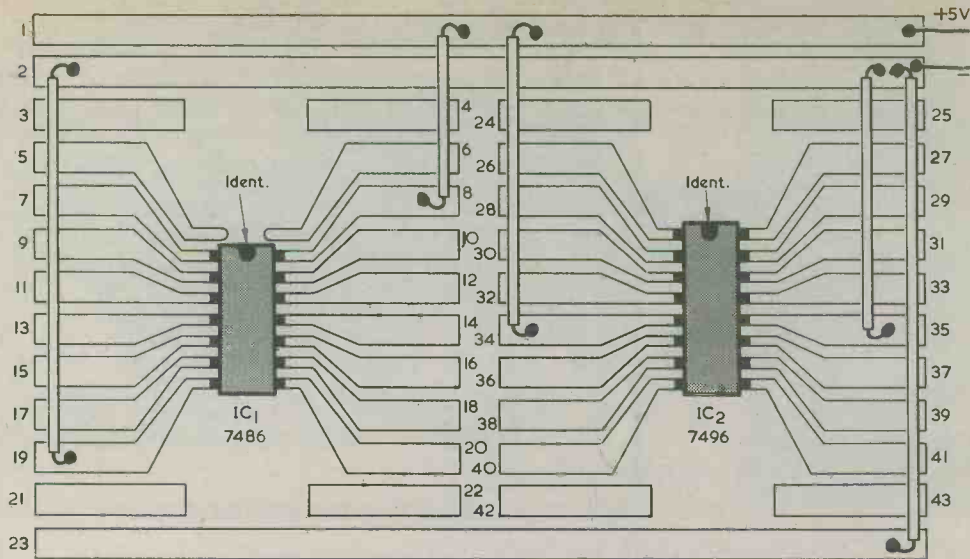 +5V
1
2
3 4 24 25
5 6 26 27
Ident. Ident.
7 8 28 29
9 10 30 31
11 12 32 33
13 14 34 35
15 16 36 37
17 18 38 39
IC1 IC2
7486 7496
19 20 40 41
21 22 42 43
23